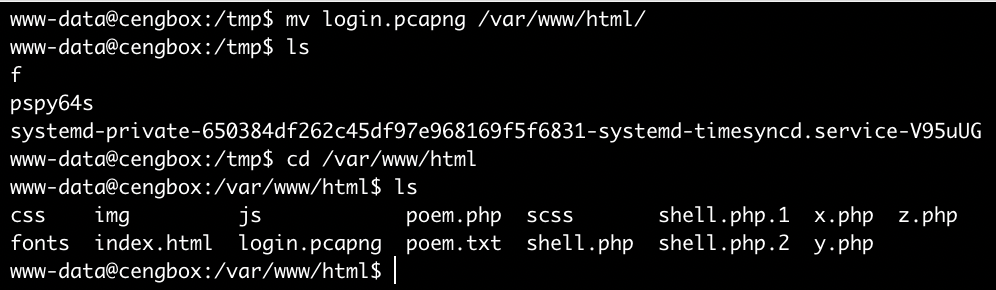 www-data@cengbox:/tmp$ mv login.pcapng /var/www/html/
www-data@cengbox:/tmp$ ls
f
pspy64s
systemd-private-650384df262c45df97e968169f5f6831-systemd-timesyncd.service-V95uUG
www-data@cengbox:/tmp$ cd /var/www/html
www-data@cengbox:/var/www/html$ ls
css    img         js            poem.php  scss       shell.php.1  x.php  z.php
fonts  index.html  login.pcapng  poem.txt  shell.php  shell.php.2  y.php
www-data@cengbox:/var/www/html$